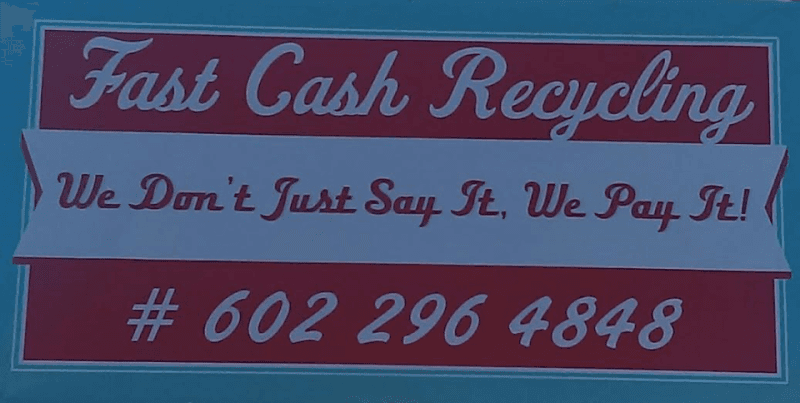 Fast Cash Recycling
We Don't Just Say It, We Pay It!
# 602 296 4848